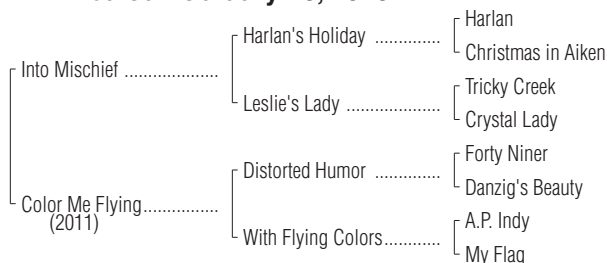 Harlan
Harlan's Holiday ................
Christmas in Aiken
Into Mischief ...................
Tricky Creek
Leslie's Lady ...................
Crystal Lady
Forty Niner
Distorted Humor .............
Danzig's Beauty
Color Me Flying...............
(2011)
A.P. Indy
With Flying Colors............
My Flag